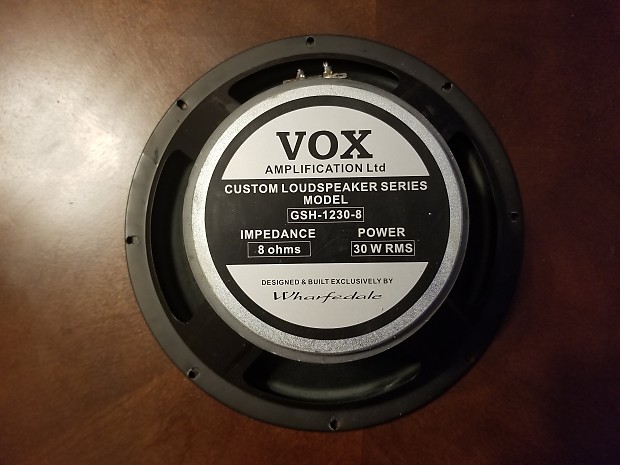 VOX
AMPLIFICATION Ltd
CUSTOM LOUDSPEAKER SERIES
MODEL
GSH-1230-8
IMPEDANCE POWER
8 ohms 30 W RMS
DESIGNED & BUILT EXCLUSIVELY BY
Wharfedale